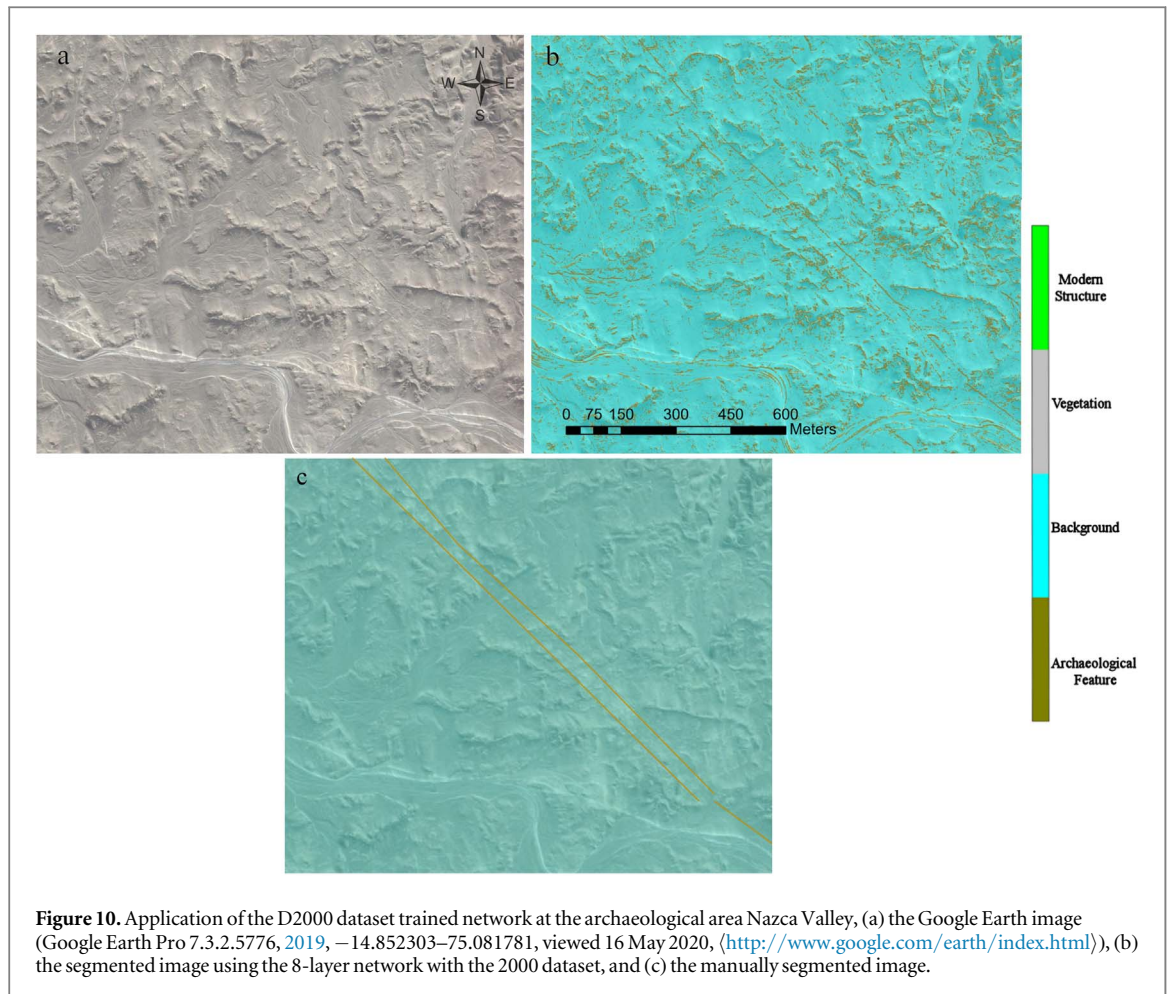 a
N
W E
S
b
0 75 150 300 450 600
Meters
Modern
Structure
Vegetation
Background
Archaeological
Feature
c
Figure 10. Application of the D2000 dataset trained network at the archaeological area Nazca Valley, (a) the Google Earth image
(Google Earth Pro 7.3.2.5776, 2019, −14.852303–75.081781, viewed 16 May 2020, ⟨http://www.google.com/earth/index.html⟩), (b)
the segmented image using the 8-layer network with the 2000 dataset, and (c) the manually segmented image.